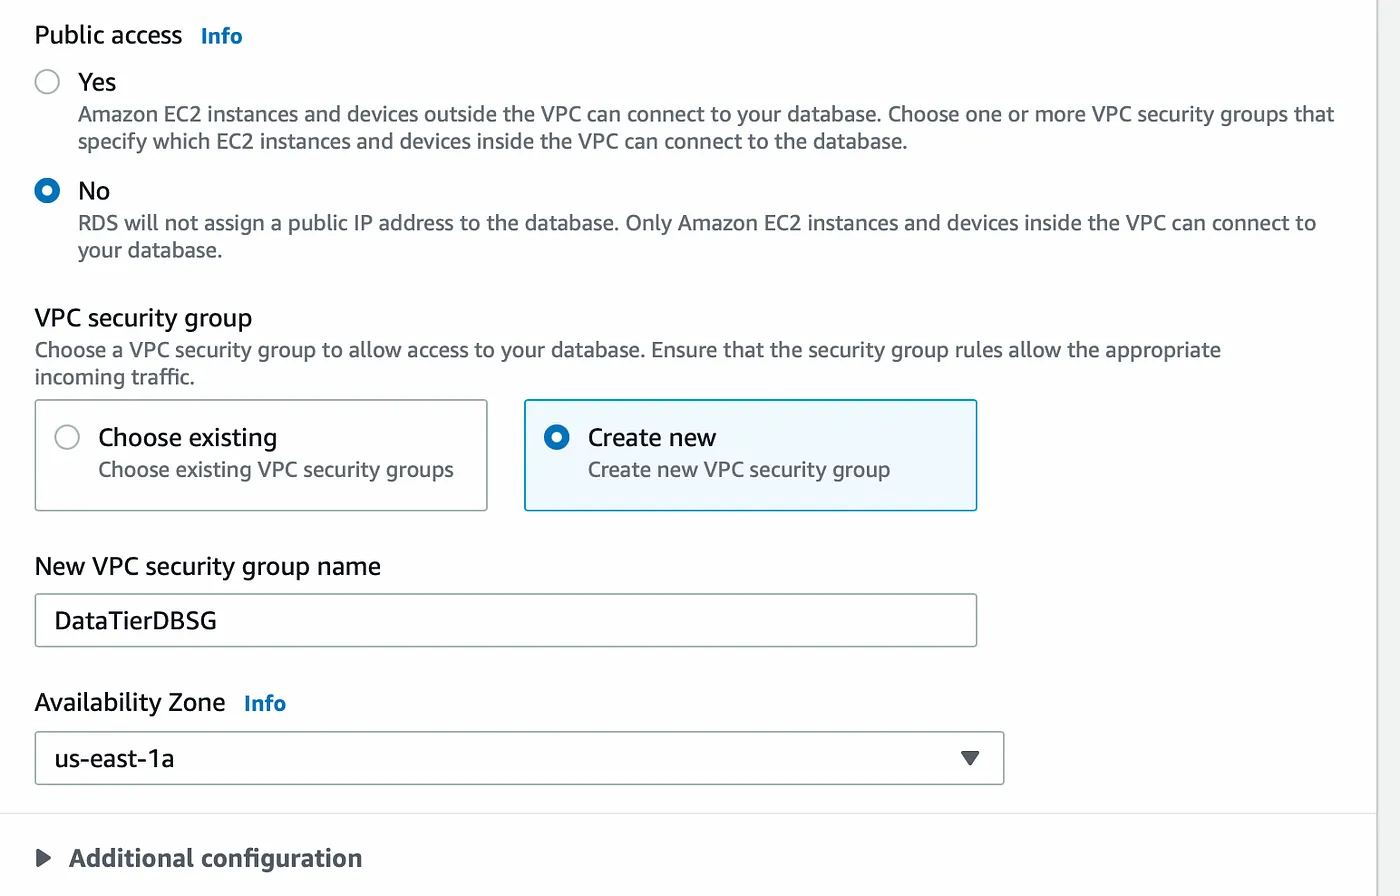 Public access Info
Yes
Amazon EC2 instances and devices outside the VPC can connect to your database. Choose one or more VPC security groups that
specify which EC2 instances and devices inside the VPC can connect to the database.
No
RDS will not assign a public IP address to the database. Only Amazon EC2 instances and devices inside the VPC can connect to
your database.
VPC security group
Choose a VPC security group to allow access to your database. Ensure that the security group rules allow the appropriate
incoming traffic.
Choose existing
Choose existing VPC security groups
Create new
Create new VPC security group
New VPC security group name
DataTierDBSG
Availability Zone Info
us-east-1a
Additional configuration